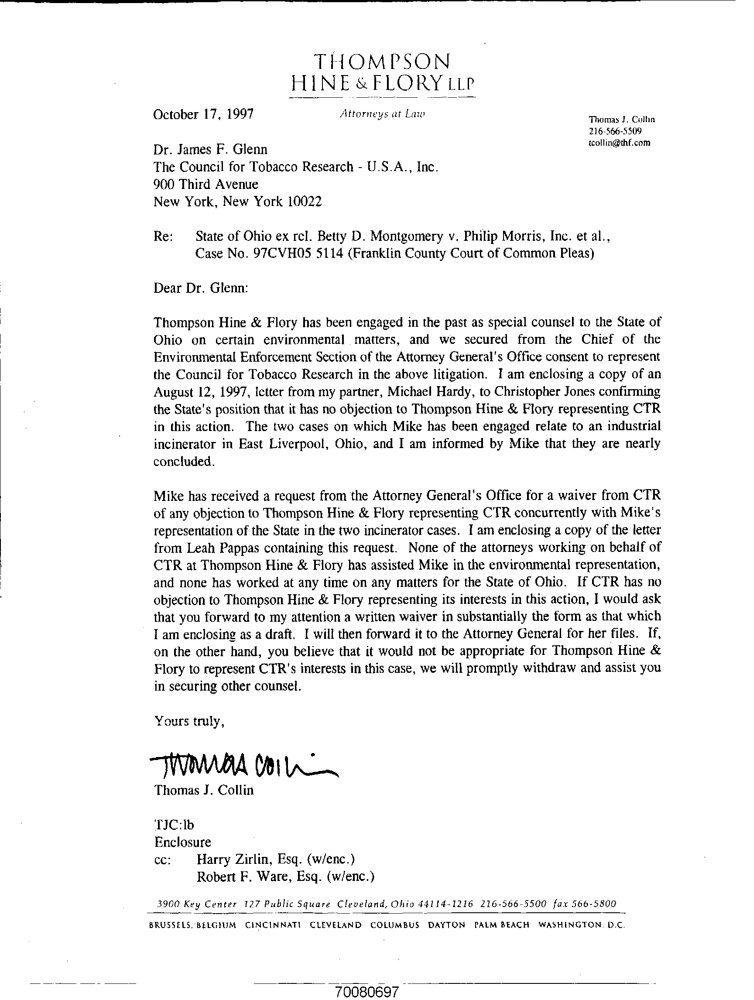 THOMPSON
HINE & FLORY LLP
October 17, 1997
Attorneys at Law
Thomas J. Collin
216-566-5509
tcollin@thf.com
Dr. James F. Glenn
The Council for Tobacco Research - U.S.A., Inc.
900 Third Avenue
New York, New York 10022
Re: State of Ohio ex rel. Betty D. Montgomery v. Philip Morris, Inc. et al.,
Case No. 97CVH05 5114 (Franklin County Court of Common Pleas)
Dear Dr. Glenn:
Thompson Hine & Flory has been engaged in the past as special counsel to the State of
Ohio on certain environmental matters, and we secured from the Chief of the
Environmental Enforcement Section of the Attorney General's Office consent to represent
the Council for Tobacco Research in the above litigation. I am enclosing a copy of an
August 12, 1997, letter from my partner, Michael Hardy, to Christopher Jones confirming
the State's position that it has no objection to Thompson Hine & Flory representing CTR
in this action. The two cases on which Mike has been engaged relate to an industrial
incinerator in East Liverpool, Ohio, and I am informed by Mike that they are nearly
concluded.
Mike has received a request from the Attorney General's Office for a waiver from CTR
of any objection to Thompson Hine & Flory representing CTR concurrently with Mike's
representation of the State in the two incinerator cases. I am enclosing a copy of the letter
from Leah Pappas containing this request. None of the attorneys working on behalf of
CTR at Thompson Hine & Flory has assisted Mike in the environmental representation,
and none has worked at any time on any matters for the State of Ohio. If CTR has no
objection to Thompson Hine & Flory representing its interests in this action, I would ask
that you forward to my attention a written waiver in substantially the form as that which
I am enclosing as a draft. I will then forward it to the Attorney General for her files. If,
on the other hand, you believe that it would not be appropriate for Thompson Hine &
Flory to represent CTR's interests in this case, we will promptly withdraw and assist you
in securing other counsel.
Yours truly,
Thomas Collin
Thomas J. Collin
TJC:lb
Enclosure
cc: Harry Zirlin, Esq. (w/enc.)
Robert F. Ware, Esq. (w/enc.)
3900 Key Center 127 Public Square Cleveland, Ohio 44114-1216 216-566-5500 fax 566-5800
BRUSSELS, BELGIUM CINCINNATI CLEVELAND COLUMBUS DAYTON PALM BEACH WASHINGTON, D.C.
70080697